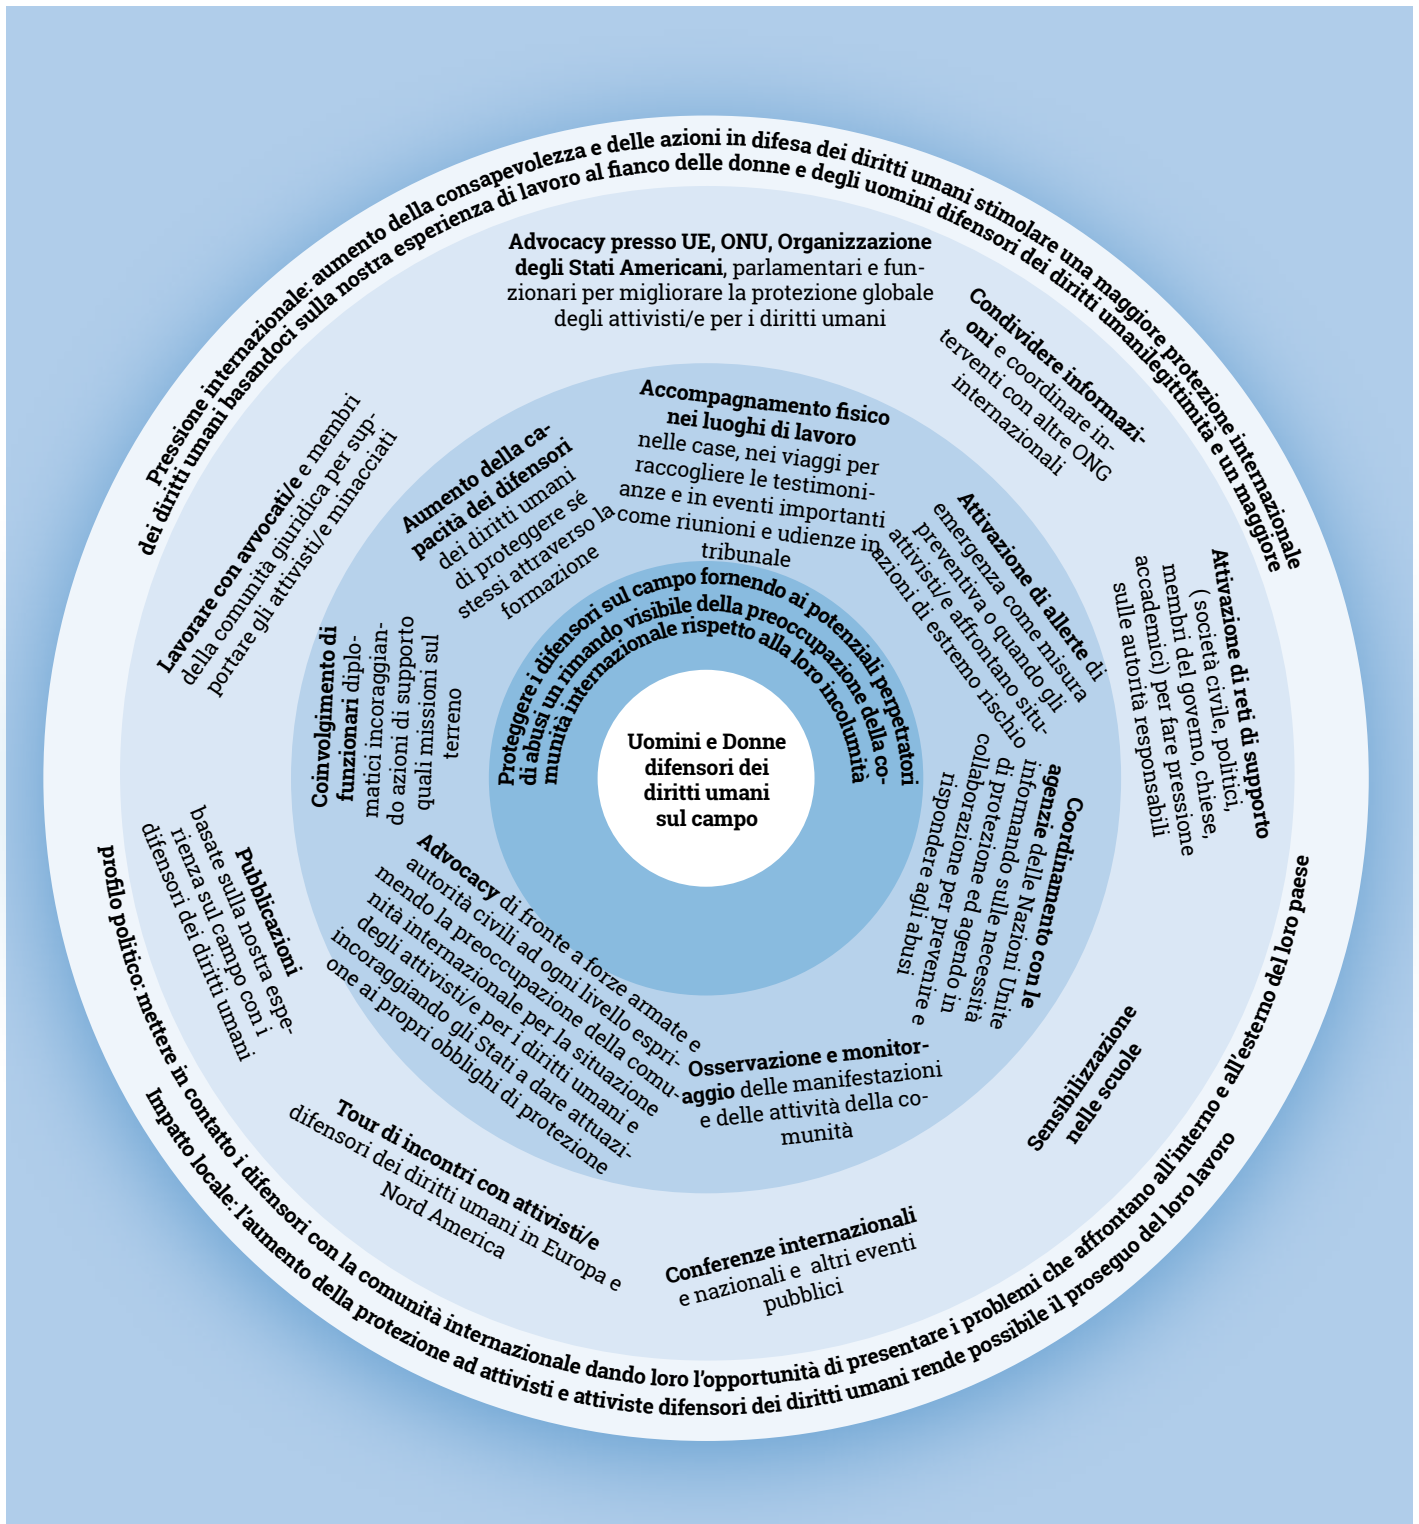 Pressione internazionale: aumento della consapevolezza e delle azioni in difesa dei diritti umani stimolare una maggiore protezione internazionale
dei diritti umani basandoci sulla nostra esperienza di lavoro al fianco delle donne e degli uomini difensori dei diritti umanilegittimità e un maggiore
Advocacy presso UE, ONU, Organizzazione
degli Stati Americani, parlamentari e fun-
zionari per migliorare la protezione globale
degli attivisti/e per i diritti umani
Condividere informazi-
oni e coordinare in-
terventi con altre ONG
internazionali
Attivazione di reti di supporto
( società civile, politici,
membri del governo, chiese,
accademici) per fare pressione
sulle autorità responsabili
Sensibilizzazione
nelle scuole
Conferenze internazionali
e nazionali e altri eventi
pubblici
Tour di incontri con attivisti/e
difensori dei diritti umani in Europa e
Nord America
Pubblicazioni
basate sulla nostra espe-
rienza sul campo con i
difensori dei diritti umani
Lavorare con avvocati/e e membri
della comunità giuridica per sup-
portare gli attivisti/e minacciati
Accompagnamento fisico
nei luoghi di lavoro
nelle case, nei viaggi per
raccogliere le testimoni-
anze e in eventi importanti
come riunioni e udienze in
tribunale
Attivazione di allerte di
emergenza come misura
preventiva o quando gli
attivisti/e affrontano situ-
azioni di estremo rischio
Coordinamento con le
agenzie delle Nazioni Unite
informando sulle necessità
di protezione ed agendo in
collaborazione per prevenire e
rispondere agli abusi
Osservazione e monitor-
aggio delle manifestazioni
e delle attività della co-
munità
Advocacy di fronte a forze armate e
autorità civili ad ogni livello espri-
mendo la preoccupazione della comu-
nità internazionale per la situazione
degli attivisti/e per i diritti umani e
incoraggiando gli Stati a dare attuazi-
one ai propri obblighi di protezione
Coinvolgimento di
funzionari diplo-
matici incoraggian-
do azioni di supporto
quali missioni sul
terreno
Aumento della ca-
pacità dei difensori
dei diritti umani
di proteggere sé
stessi attraverso la
formazione
Proteggere i difensori sul campo fornendo ai potenziali perpetratori
di abusi un rimando visibile della preoccupazione della co-
munità internazionale rispetto alla loro incolumità
Uomini e Donne
difensori dei
diritti umani
sul campo
profilo politico: mettere in contatto i difensori con la comunità internazionale dando loro l'opportunità di presentare i problemi che affrontano all'interno e all'esterno del loro paese
Impatto locale: l'aumento della protezione ad attivisti e attiviste difensori dei diritti umani rende possibile il proseguo del loro lavoro